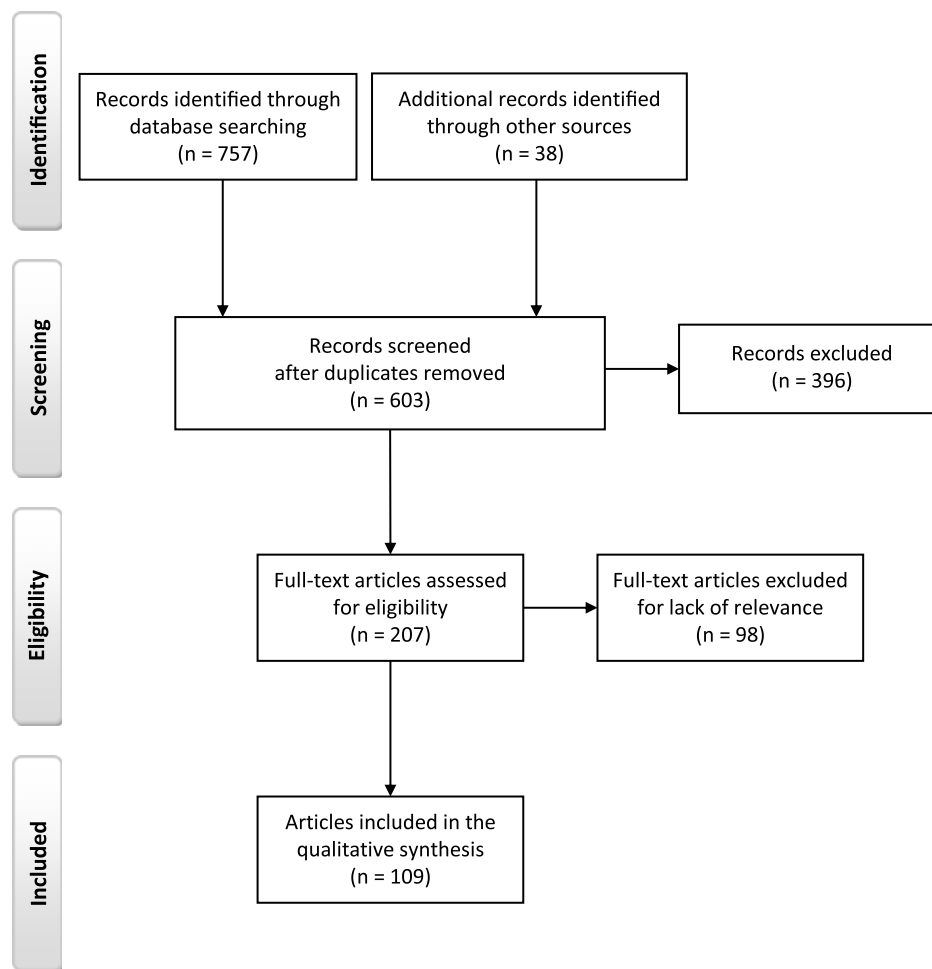 Identification
Records identified through
database searching
(n = 757)
Additional records identified
through other sources
(n = 38)
Screening
Records screened
after duplicates removed
(n = 603)
Records excluded
(n = 396)
Eligibility
Full-text articles assessed
for eligibility
(n = 207)
Full-text articles excluded
for lack of relevance
(n = 98)
Included
Articles included in the
qualitative synthesis
(n = 109)